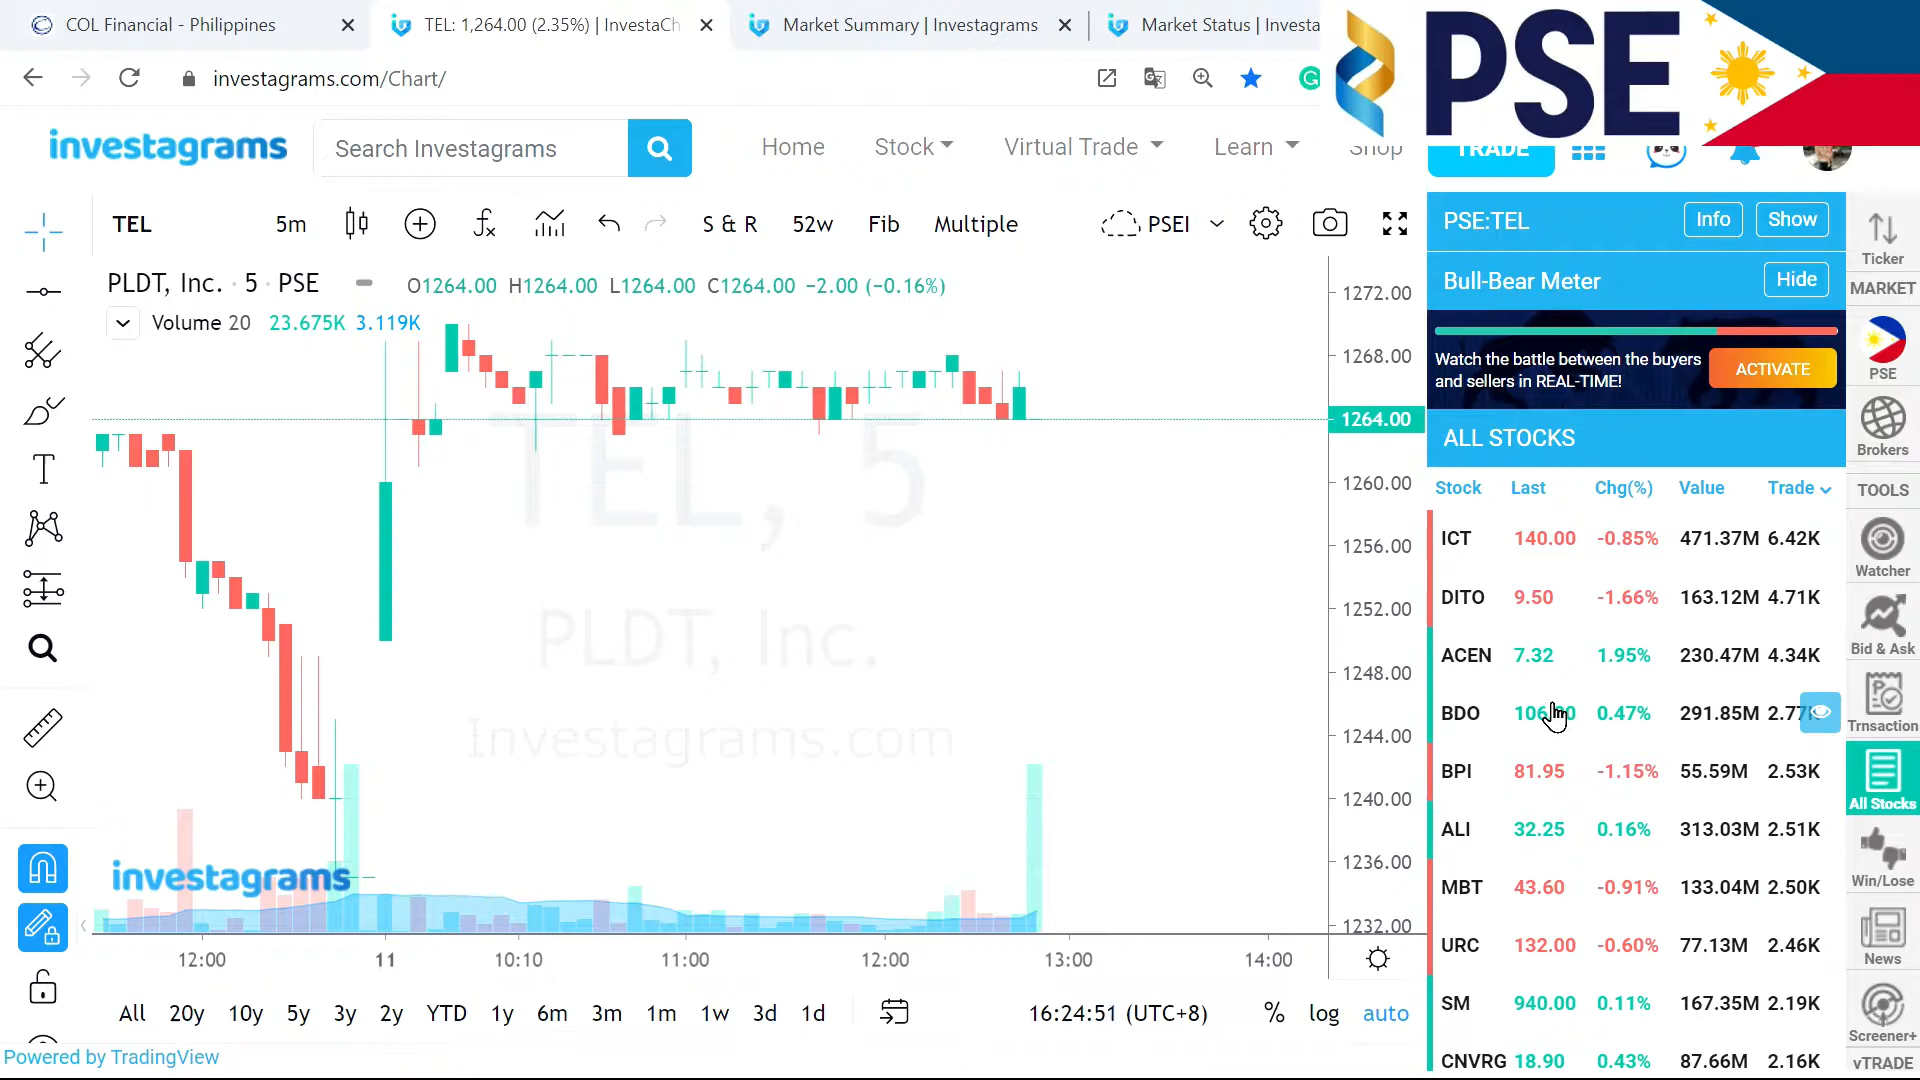 COL Financial - Philippines
TEL: 1,264.00 (2.35%) | InvestaCh
Market Summary | Investagrams
Market Status | Investa
PSE
investagrams.com/Chart/
investagrams
Search Investagrams
Home
Stock
Virtual Trade
Learn
Shop
TRADE
TEL
5m
S & R
52w
Fib
Multiple
PSEI
PSE:TEL
Info
Show
Ticker
PLDT, Inc. · 5 · PSE
O1264.00 H1264.00 L1264.00 C1264.00 −2.00 (−0.16%)
Volume 20 23.675K 3.119K
Bull-Bear Meter
Hide
MARKET
Watch the battle between the buyers
and sellers in REAL-TIME!
ACTIVATE
PSE
ALL STOCKS
Brokers
Stock Last Chg(%) Value Trade
TOOLS
ICT 140.00 -0.85% 471.37M 6.42K
Watcher
DITO 9.50 -1.66% 163.12M 4.71K
ACEN 7.32 1.95% 230.47M 4.34K
Bid & Ask
BDO 0.47% 291.85M
Trnsaction
BPI 81.95 -1.15% 55.59M 2.53K
All Stocks
ALI 32.25 0.16% 313.03M 2.51K
MBT 43.60 -0.91% 133.04M 2.50K
Win/Lose
URC 132.00 -0.60% 77.13M 2.46K
News
SM 940.00 0.11% 167.35M 2.19K
Screener+
CNVRG 18.90 0.43% 87.66M 2.16K
vTRADE
1272.00
1268.00
1264.00
1260.00
1256.00
1252.00
1248.00
1244.00
1240.00
1236.00
1232.00
TEL, 5
PLDT, Inc.
Investagrams.com
investagrams
12:00 11 10:10 11:00 12:00 13:00 14:00
All 20y 10y 5y 3y 2y YTD 1y 6m 3m 1m 1w 3d 1d
16:24:51 (UTC+8) % log auto
Powered by TradingView